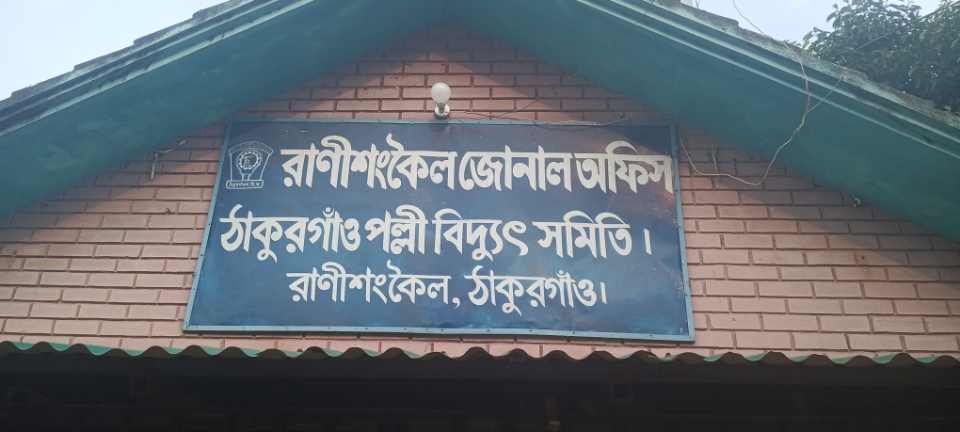 রাণীশংকৈল জোনাল অফিস
ঠাকুরগাঁও পল্লী বিদ্যুৎ সমিতি।
রাণীশংকৈল, ঠাকুরগাঁও।